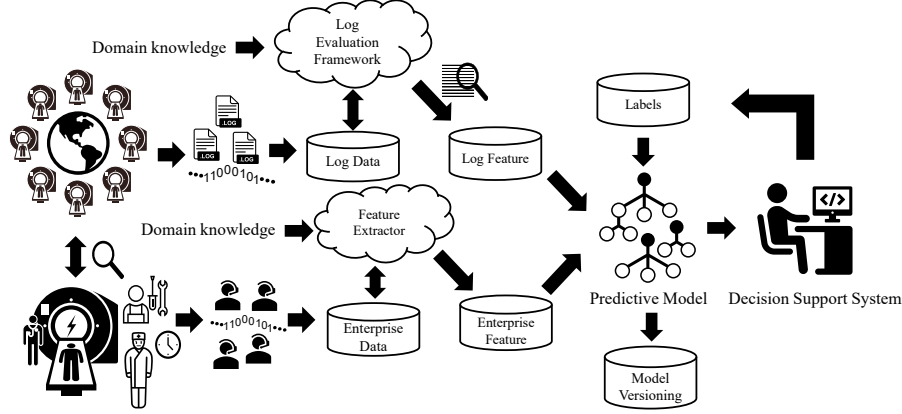 Log
Evaluation
Framework
Domain knowledge
Labels
.LOG
.LOG
.LOG
Log Data
Log Feature
11000101
Feature
Extractor
Domain knowledge
</>
Predictive Model
Decision Support System
11000101
Enterprise
Data
Enterprise
Feature
Model
Versioning